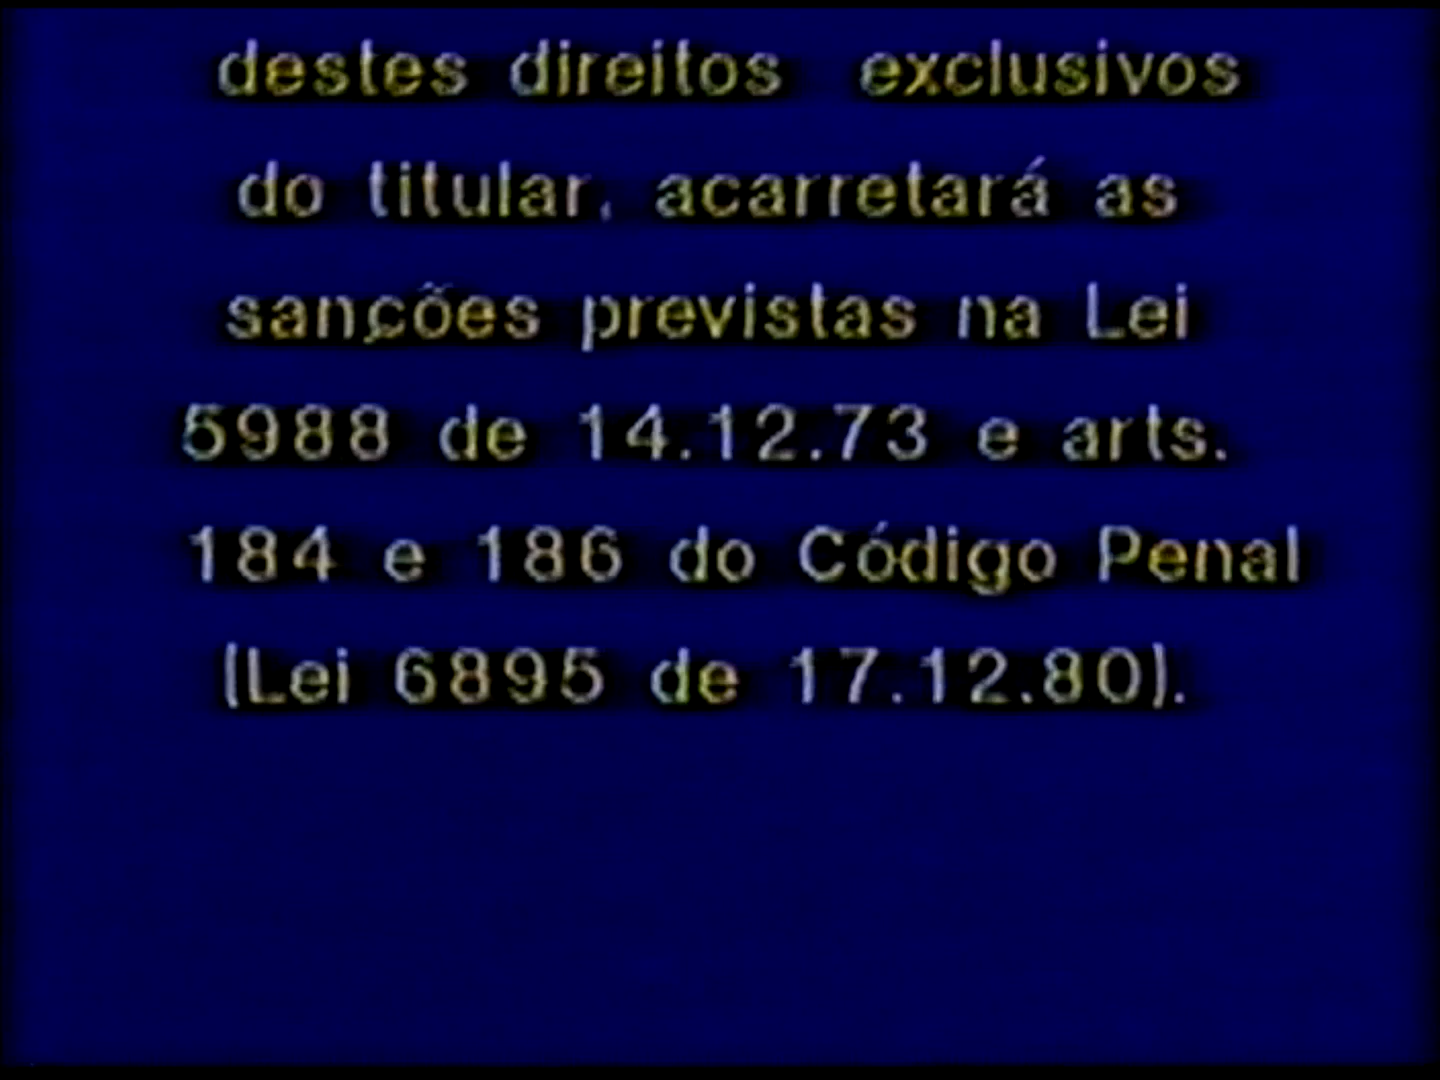 destes direitos exclusivos
do titular, acarretará as
sanções previstas na Lei
5988 de 14.12.73 e arts.
184 e 186 do Código Penal
(Lei 6895 de 17.12.80).